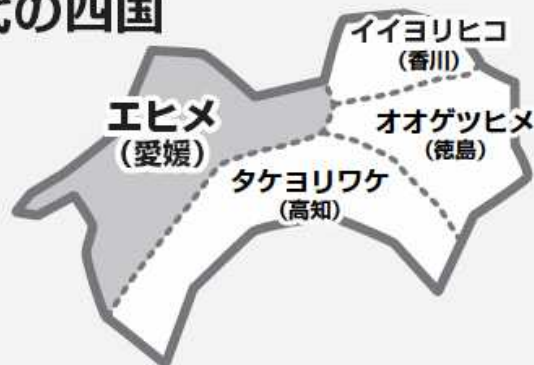 の四国
イイヨリヒコ
(香川)
エヒメ
(愛媛)
オオゲツヒメ
(徳島)
タケヨリワケ
(高知)